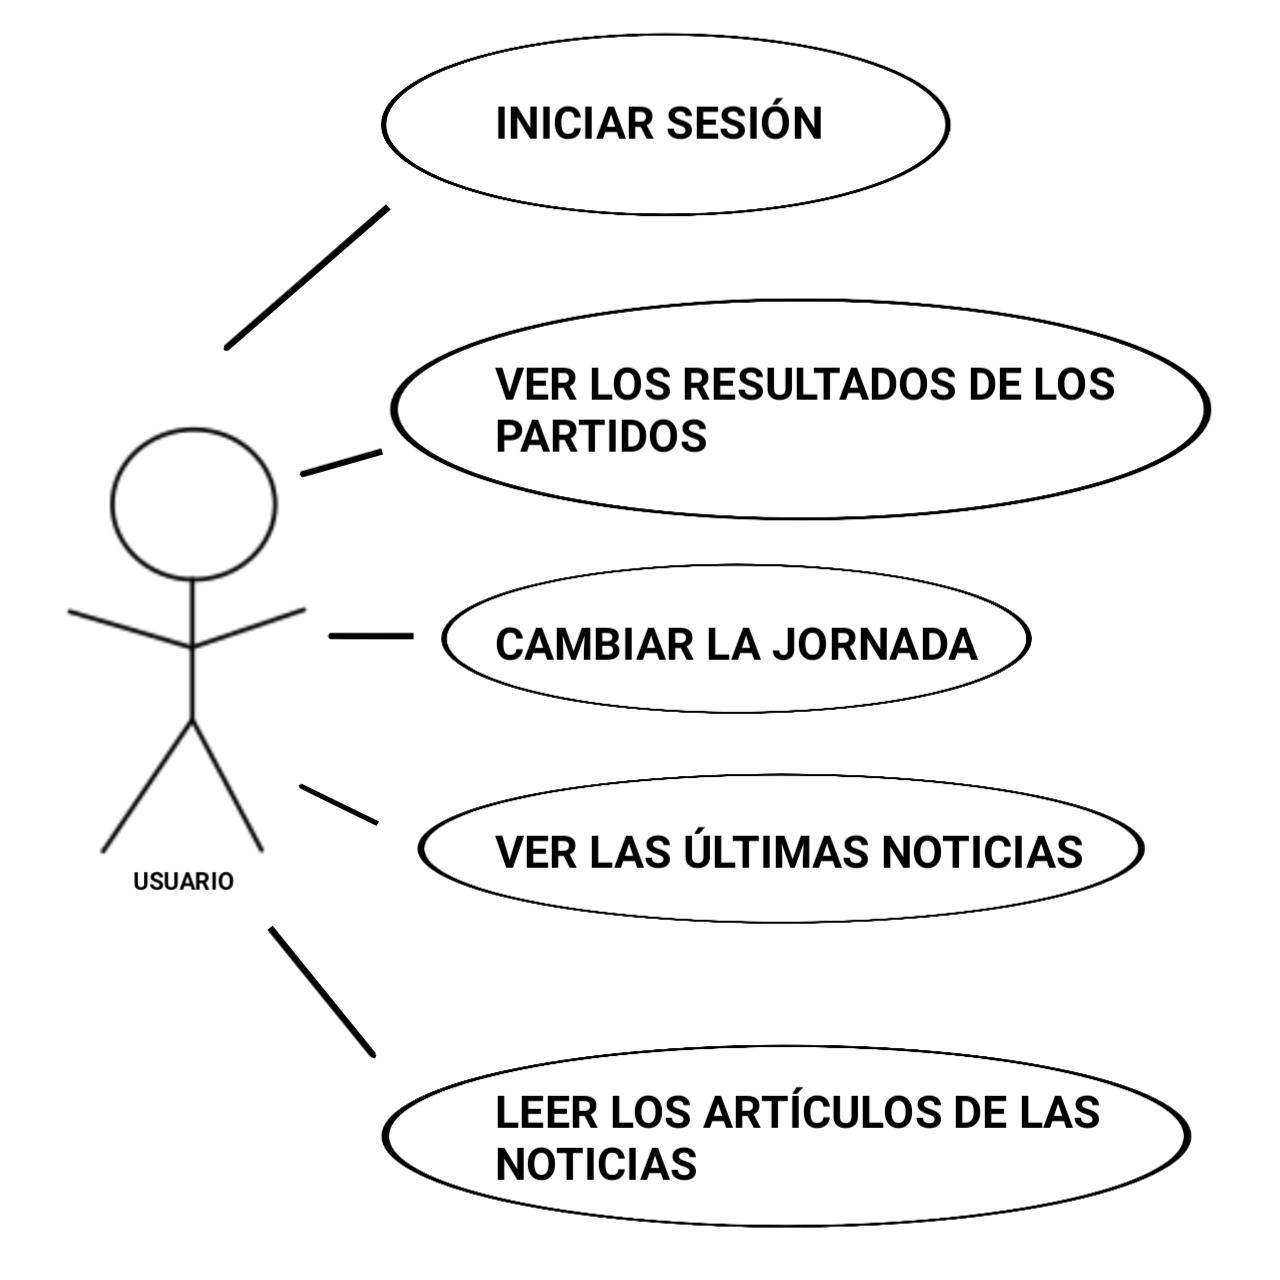 INICIAR SESIÓN
VER LOS RESULTADOS DE LOS
PARTIDOS
CAMBIAR LA JORNADA
VER LAS ÚLTIMAS NOTICIAS
USUARIO
LEER LOS ARTÍCULOS DE LAS
NOTICIAS